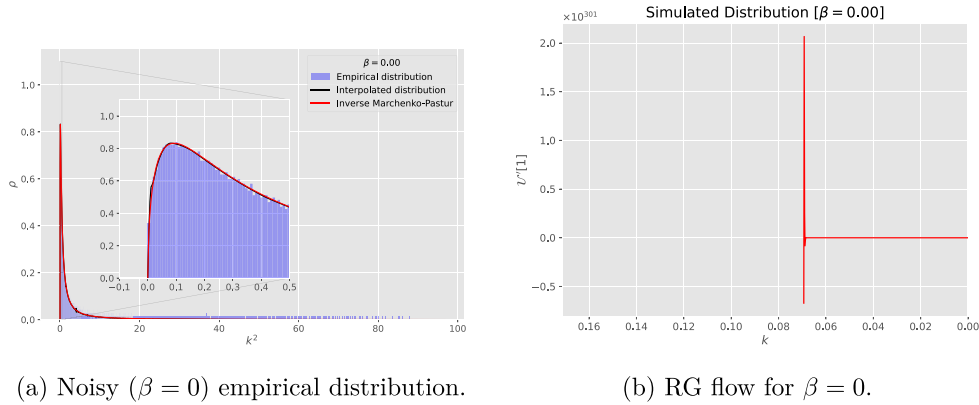 β = 0.00
Empirical distribution
Interpolated distribution
Inverse Marchenko-Pastur
1,0
0,8
0,6
0,4
0,2
0,0
ρ
1,0
0,8
0,6
0,4
0,2
0,0
−0,1 0,0 0,1 0,2 0,3 0,4 0,5
0 20 40 60 80 100
k²
(a) Noisy (β = 0) empirical distribution.
×10³⁰¹
Simulated Distribution [β = 0.00]
2.0
1.5
1.0
0.5
0.0
−0.5
𝒰′[1]
0.16 0.14 0.12 0.10 0.08 0.06 0.04 0.02 0.00
k
(b) RG flow for β = 0.